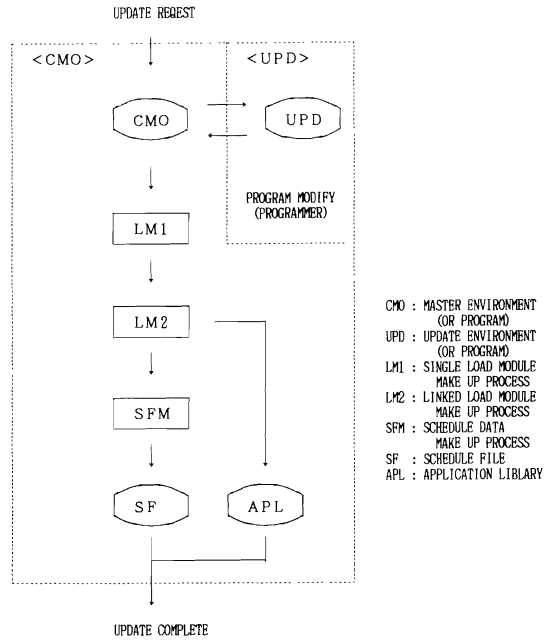 UPDATE REQEST
<CMO>
<UPD>
CMO
UPD
PROGRAM MODIFY
(PROGRAMMER)
LM1
LM2
SFM
SF
APL
UPDATE COMPLETE
CMO : MASTER ENVIRONMENT
(OR PROGRAM)
UPD : UPDATE ENVIRONMENT
(OR PROGRAM)
LM1 : SINGLE LOAD MODULE
MAKE UP PROCESS
LM2 : LINKED LOAD MODULE
MAKE UP PROCESS
SFM : SCHEDULE DATA
MAKE UP PROCESS
SF : SCHEDULE FILE
APL : APPLICATION LIBLARY